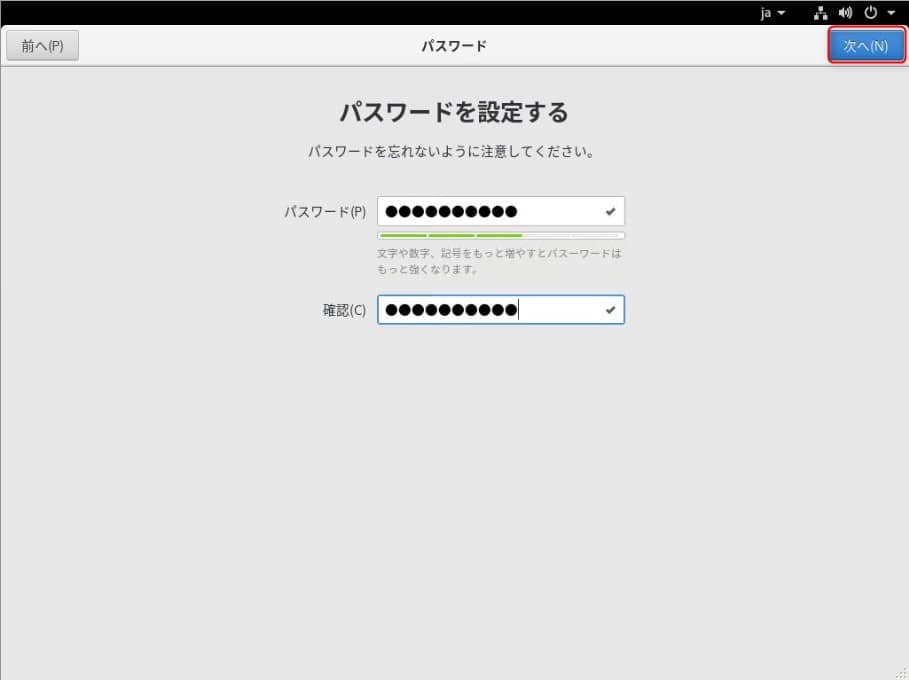 ja
前へ(P)
パスワード
次へ(N)
パスワードを設定する
パスワードを忘れないように注意してください。
パスワード(P)
文字や数字、記号をもっと増やすとパスーワードは
もっと強くなります。
確認(C)